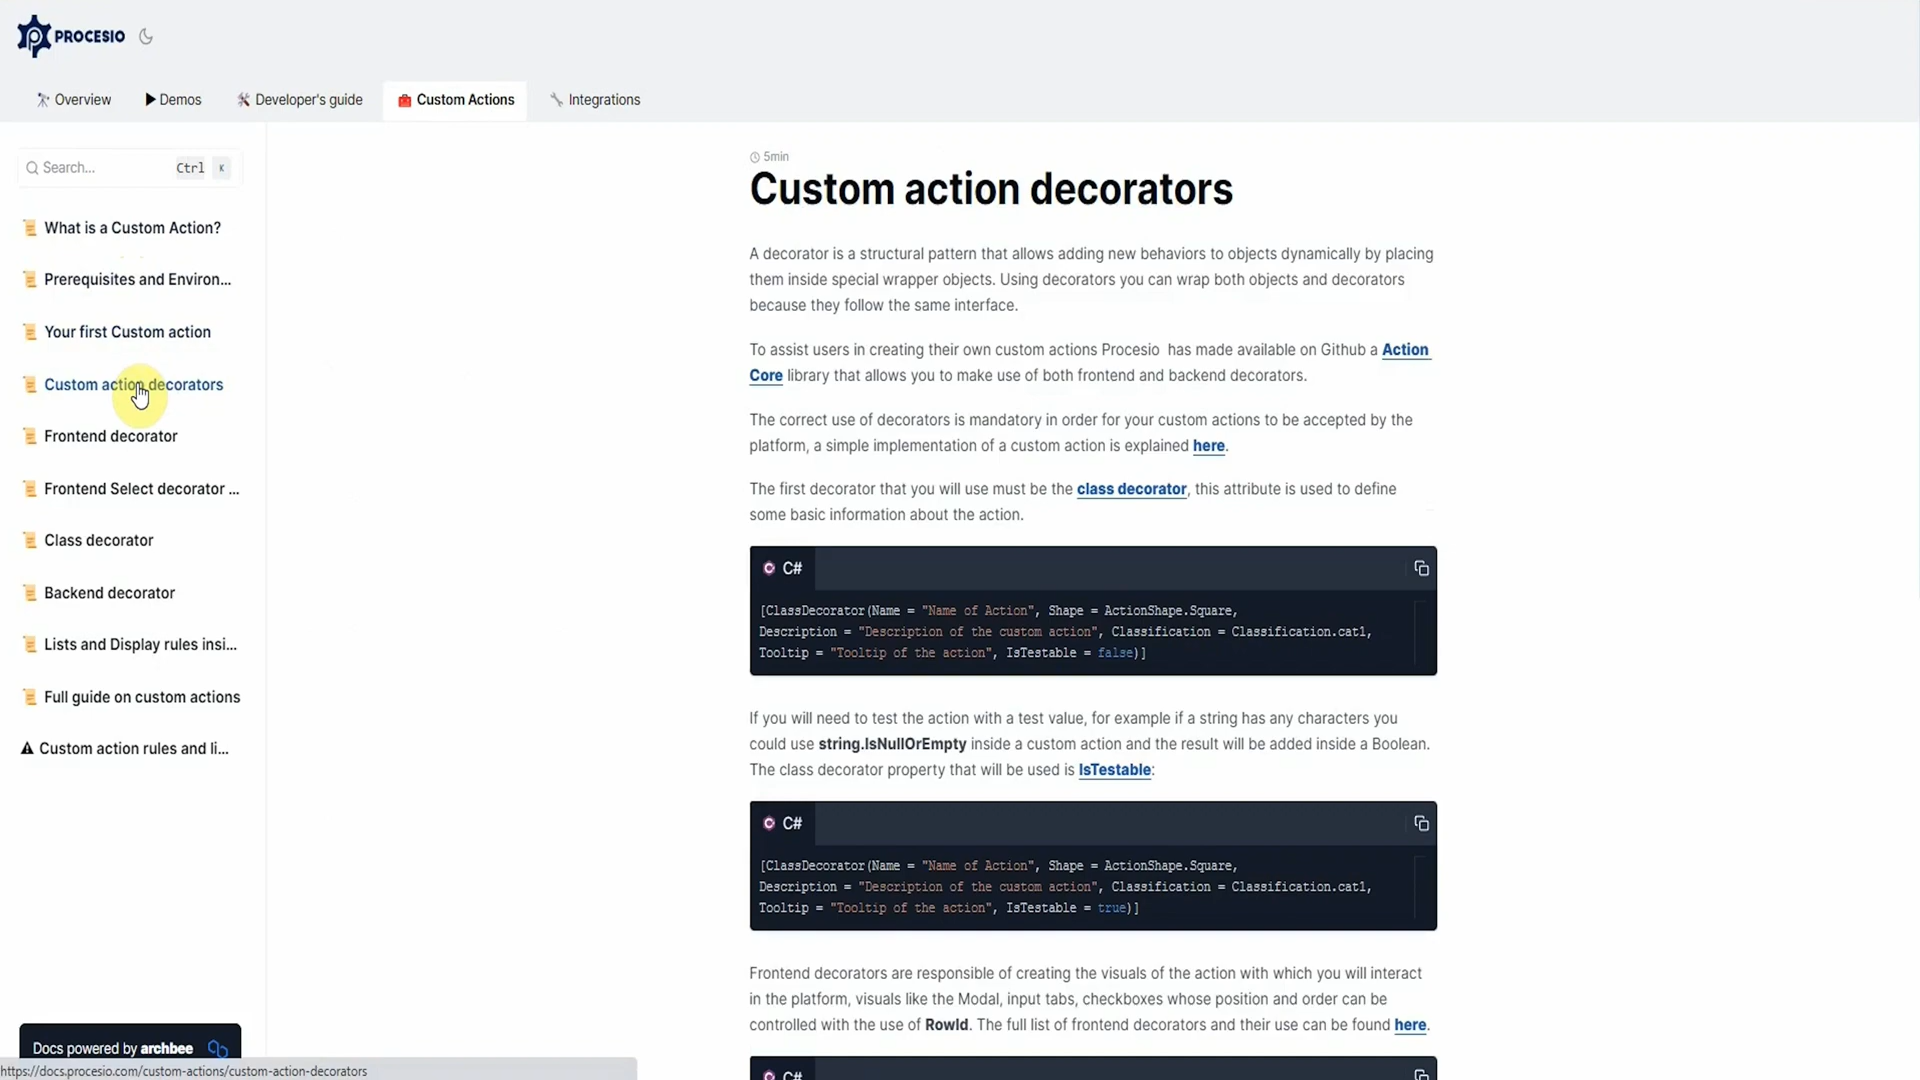 PROCESIO
Overview
Demos
Developer's guide
Custom Actions
Integrations
Search...
Ctrl
K
What is a Custom Action?
Prerequisites and Environ...
Your first Custom action
Custom action decorators
Frontend decorator
Frontend Select decorator ...
Class decorator
Backend decorator
Lists and Display rules insi...
Full guide on custom actions
Custom action rules and li...
Docs powered by archbee
https://docs.procesio.com/custom-actions/custom-action-decorators
5min
Custom action decorators
A decorator is a structural pattern that allows adding new behaviors to objects dynamically by placing
them inside special wrapper objects. Using decorators you can wrap both objects and decorators
because they follow the same interface.
To assist users in creating their own custom actions Procesio has made available on Github a Action
Core library that allows you to make use of both frontend and backend decorators.
The correct use of decorators is mandatory in order for your custom actions to be accepted by the
platform, a simple implementation of a custom action is explained here.
The first decorator that you will use must be the class decorator, this attribute is used to define
some basic information about the action.
C#
[ClassDecorator(Name = "Name of Action", Shape = ActionShape.Square,
Description = "Description of the custom action", Classification = Classification.cat1,
Tooltip = "Tooltip of the action", IsTestable = false)]
If you will need to test the action with a test value, for example if a string has any characters you
could use string.IsNullOrEmpty inside a custom action and the result will be added inside a Boolean.
The class decorator property that will be used is IsTestable:
C#
[ClassDecorator(Name = "Name of Action", Shape = ActionShape.Square,
Description = "Description of the custom action", Classification = Classification.cat1,
Tooltip = "Tooltip of the action", IsTestable = true)]
Frontend decorators are responsible of creating the visuals of the action with which you will interact
in the platform, visuals like the Modal, input tabs, checkboxes whose position and order can be
controlled with the use of RowId. The full list of frontend decorators and their use can be found here.
C#